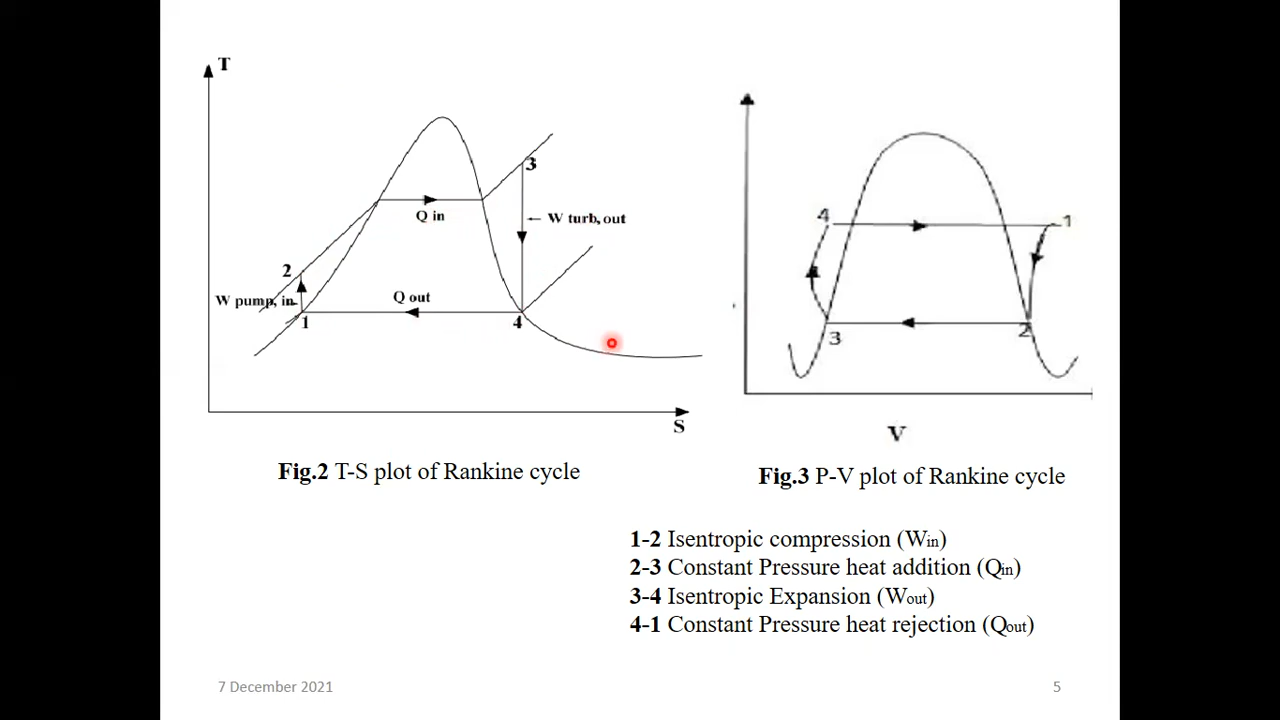 T
3
Q in
← W turb, out
2
W pump, in
Q out
1
4
S
Fig.2 T-S plot of Rankine cycle
4
1
3
2
V
Fig.3 P-V plot of Rankine cycle
1-2 Isentropic compression (Win)
2-3 Constant Pressure heat addition (Qin)
3-4 Isentropic Expansion (Wout)
4-1 Constant Pressure heat rejection (Qout)
7 December 2021
5